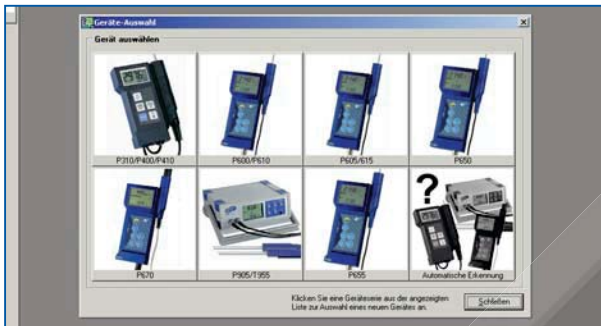 Geräte-Auswahl
Gerät auswählen
P310/P400/P410
P600/P610
P605/615
P650
P670
P905/T955
P655
?
Automatische Erkennung
Klicken Sie eine Geräteserie aus der angezeigten
Liste zur Auswahl eines neuen Gerätes an.
Schließen